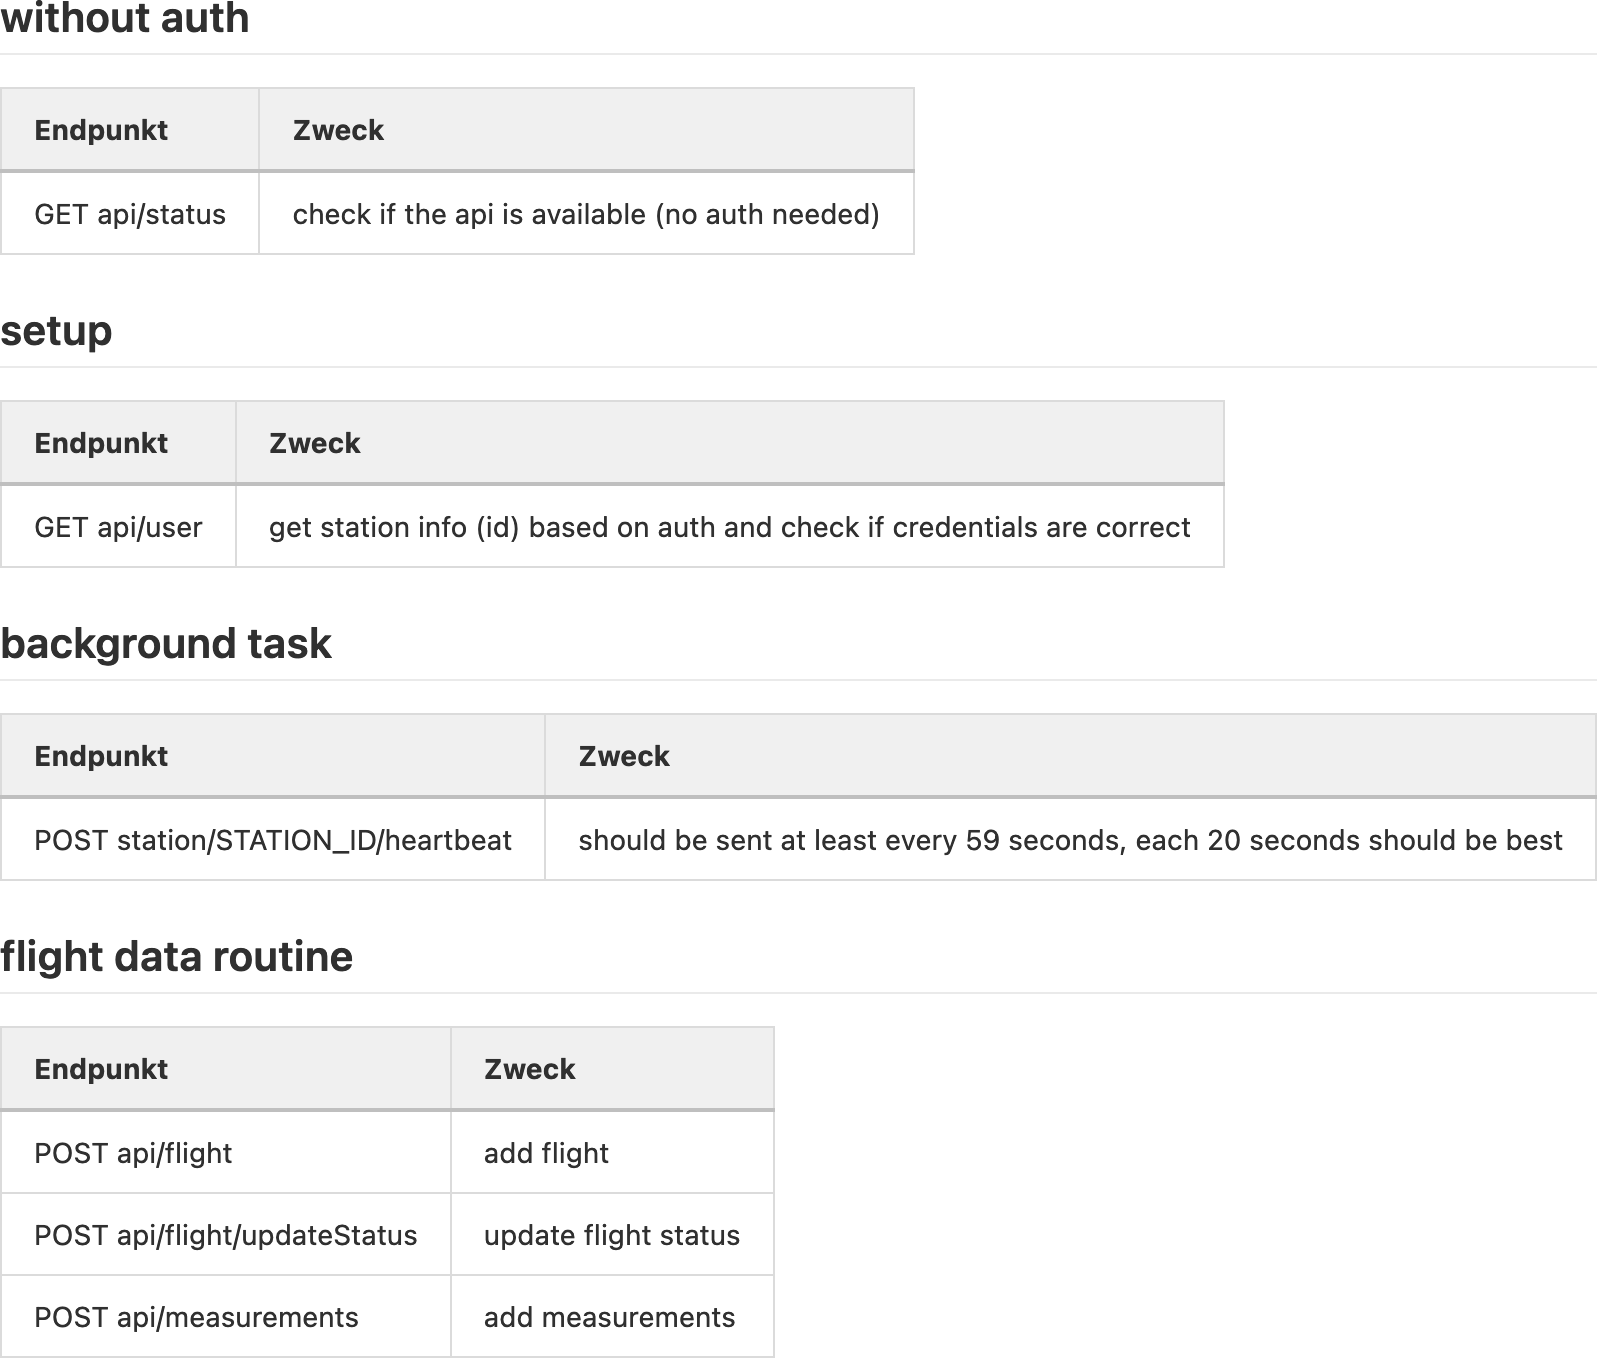 without auth
Endpunkt Zweck
GET api/status check if the api is available (no auth needed)
setup
Endpunkt Zweck
GET api/user get station info (id) based on auth and check if credentials are correct
background task
Endpunkt Zweck
POST station/STATION_ID/heartbeat should be sent at least every 59 seconds, each 20 seconds should be best
flight data routine
Endpunkt Zweck
POST api/flight add flight
POST api/flight/updateStatus update flight status
POST api/measurements add measurements